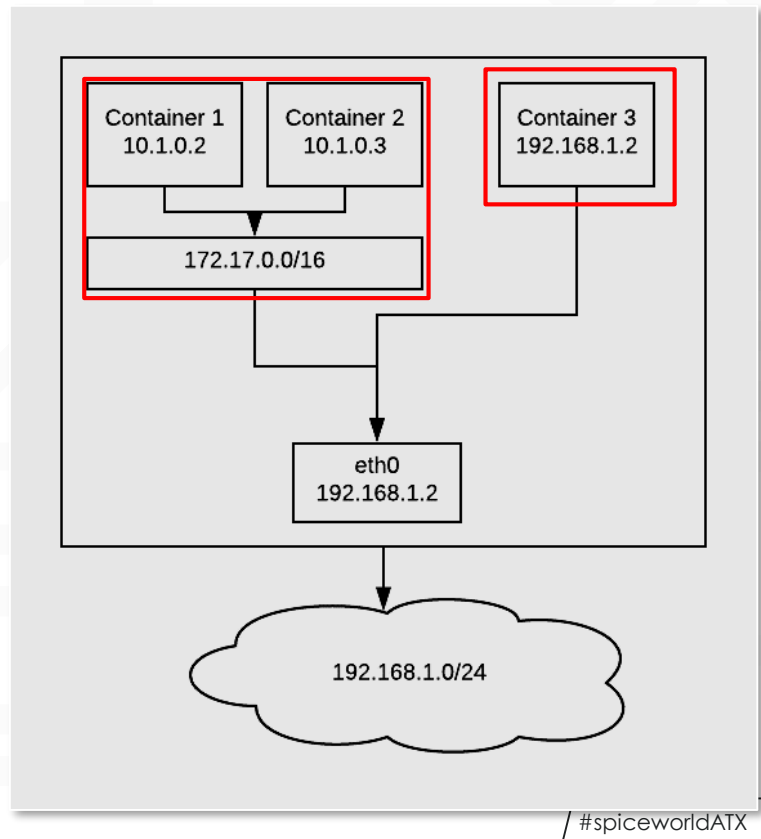 Container 1
10.1.0.2
Container 2
10.1.0.3
Container 3
192.168.1.2
172.17.0.0/16
eth0
192.168.1.2
192.168.1.0/24
#spiceworldATX